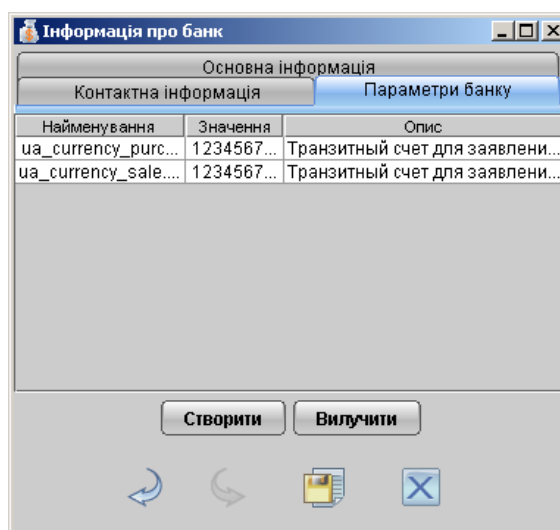 Інформація про банк
Основна інформація
Контактна інформація Параметри банку
Найменування Значення Опис
ua_currency_purc... 1234567... Транзитный счет для заявлени...
ua_currency_sale.... 1234567... Транзитный счет для заявлени...
Створити Вилучити